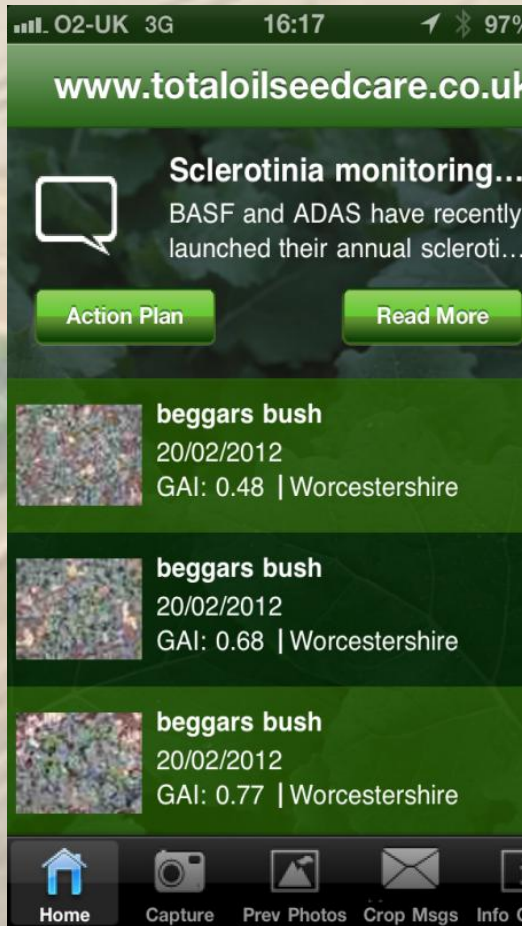 O2-UK 3G 16:17 97%
www.totaloilseedcare.co.uk
Sclerotinia monitoring...
BASF and ADAS have recently
launched their annual scleroti...
Action Plan Read More
beggars bush
20/02/2012
GAI: 0.48 | Worcestershire
beggars bush
20/02/2012
GAI: 0.68 | Worcestershire
beggars bush
20/02/2012
GAI: 0.77 | Worcestershire
Home Capture Prev Photos Crop Msgs Info